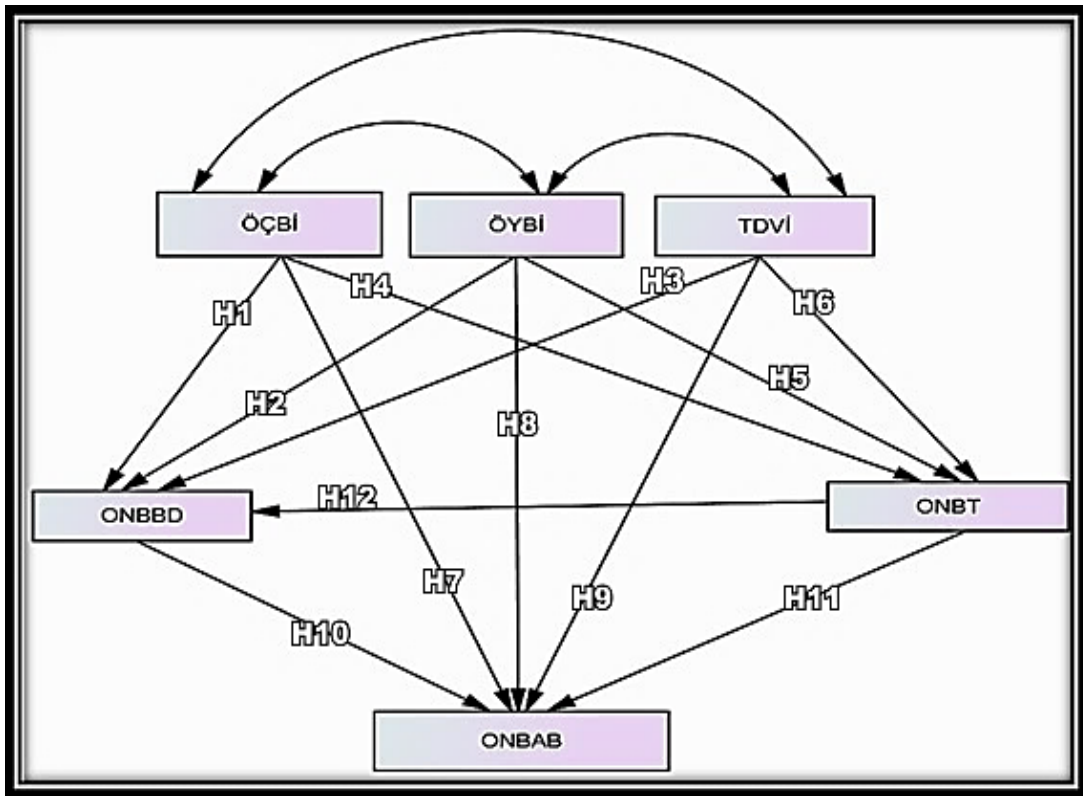 ÖÇBİ
ÖYBİ
TDVİ
H4
H3
H1
H6
H5
H2
H8
H12
ONBBD
ONBT
H7
H9
H11
H10
ONBAB